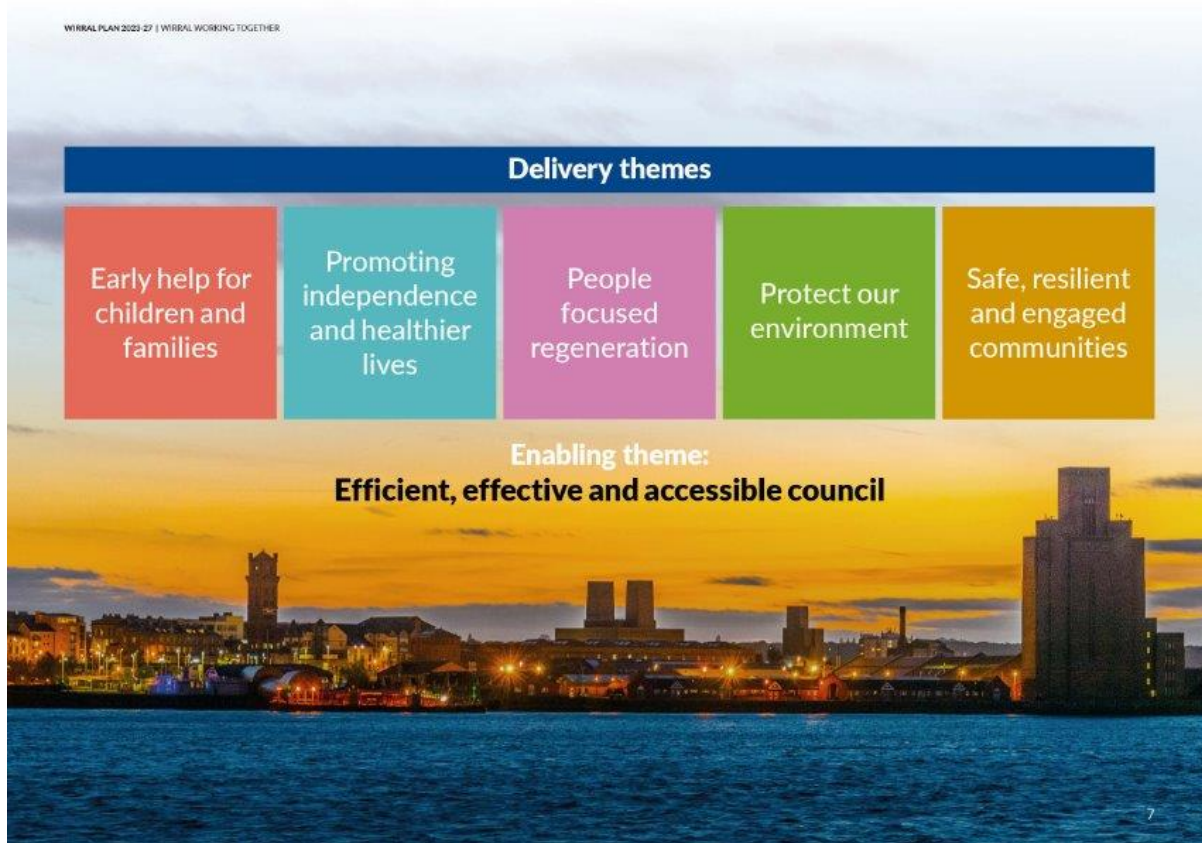 WIRRAL PLAN 2023-27 | WIRRAL WORKING TOGETHER
Delivery themes
Early help for
children and
families
Promoting
independence
and healthier
lives
People
focused
regeneration
Protect our
environment
Safe, resilient
and engaged
communities
Enabling theme:
Efficient, effective and accessible council
7